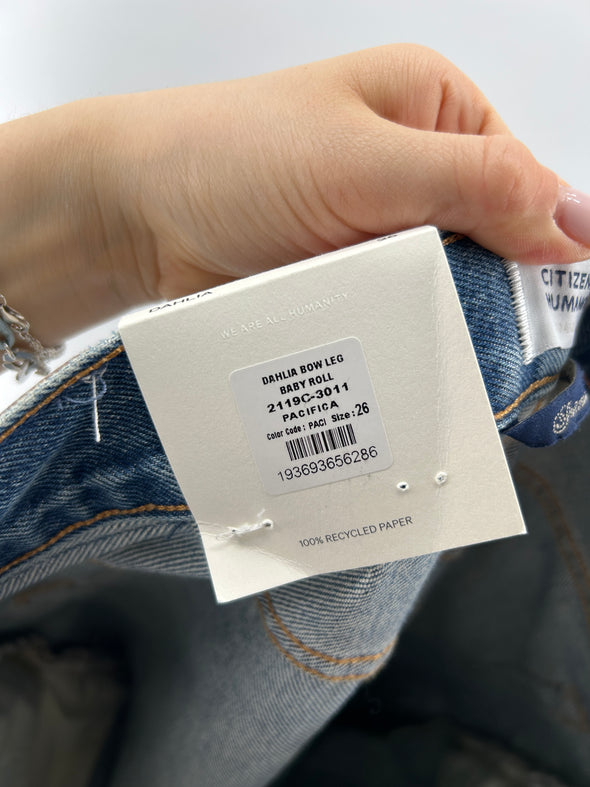 DAHLIA
WE ARE ALL HUMANITY
DAHLIA BOW LEG
BABY ROLL
2119C-3011
PACIFICA
Color Code: PACI Size:26
193693656286
100% RECYCLED PAPER
CITIZEN
HUMAN